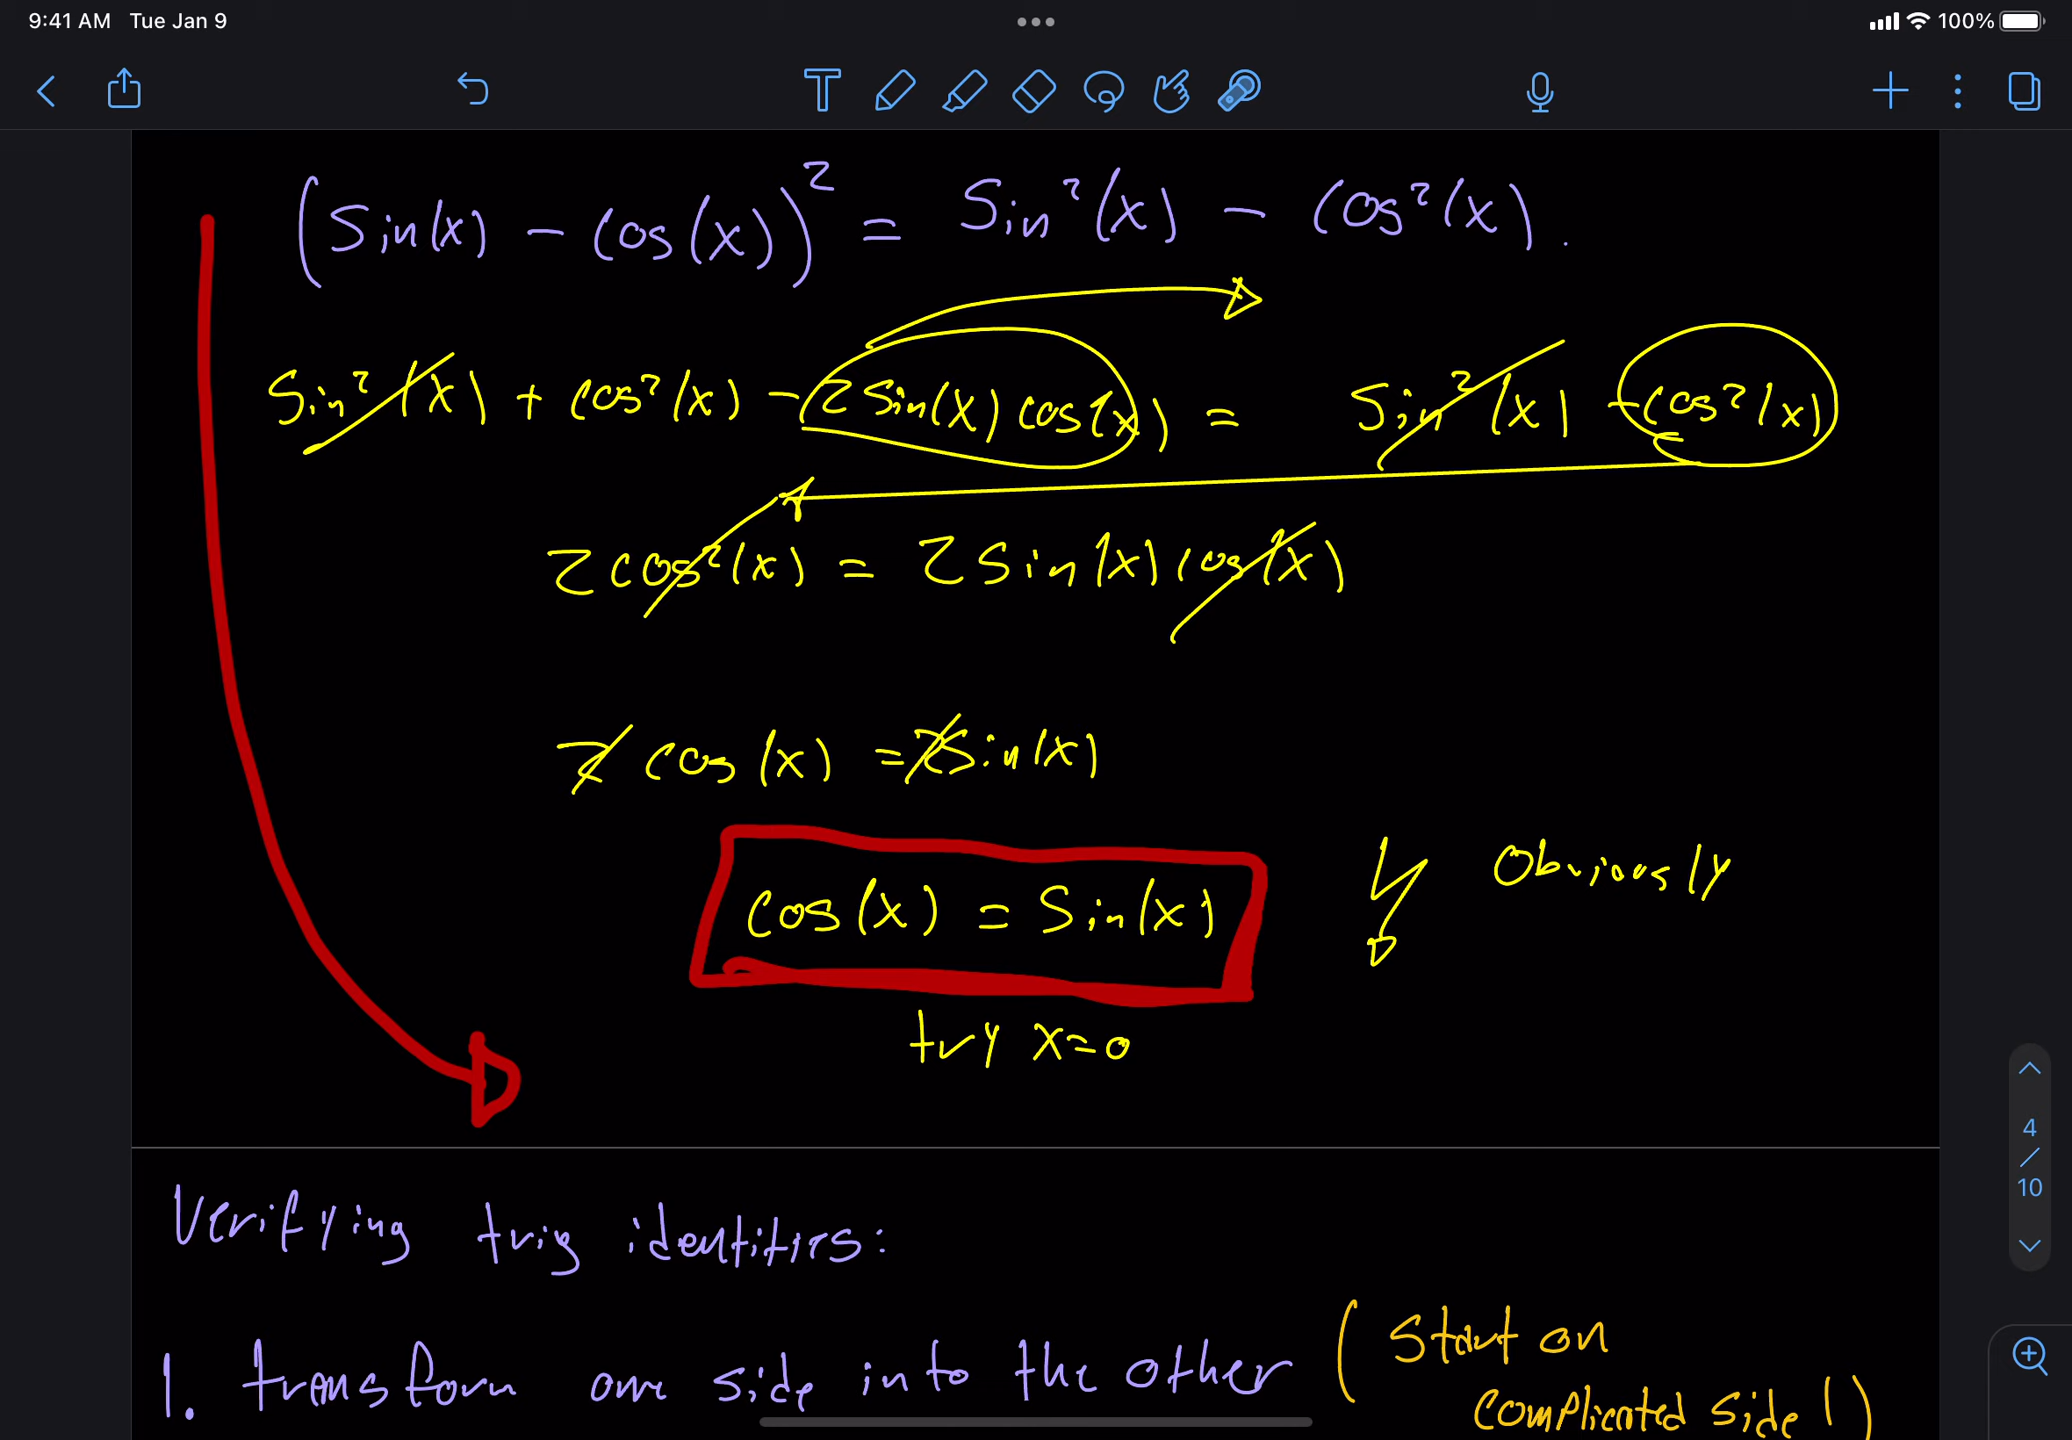 9:41 AM Tue Jan 9
100%
(Sin(x) - Cos(x))² = Sin²(x) - Cos²(x).
Sin²(x) + Cos²(x) - 2Sin(x)cos(x) = Sin²(x) - Cos²(x)
2cos²(x) = 2Sin(x)cos(x)
2 cos(x) = 2Sin(x)
Cos(x) = Sin(x)
Obviously
try x=0
4
/
10
Verifying trig identities:
1. transform one side into the other (Start on
complicated side!)